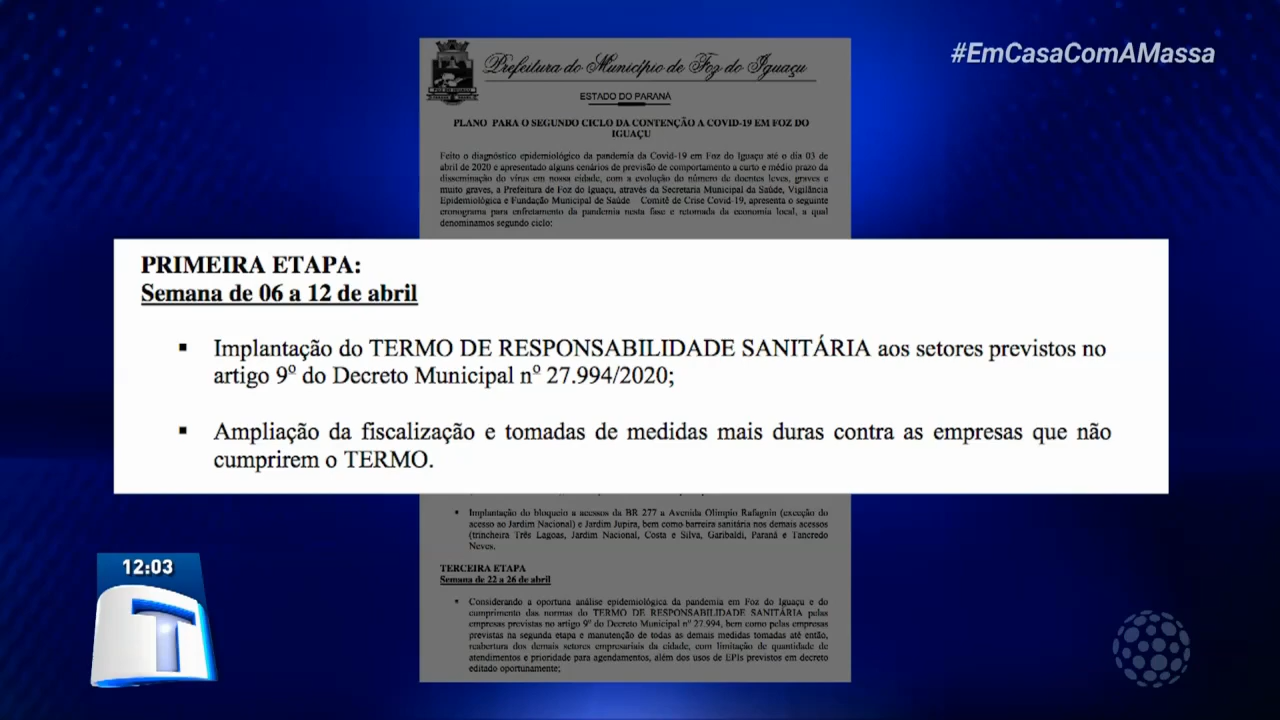 #EmCasaComAMassa
Prefeitura do Município de Foz do Iguaçu
ESTADO DO PARANÁ
PLANO PARA O SEGUNDO CICLO DA CONTENÇÃO A COVID-19 EM FOZ DO
IGUAÇU
Feito o diagnóstico epidemiológico da pandemia da Covid-19 em Foz do Iguaçu até o dia 03 de
abril de 2020 e apresentado alguns cenários de previsão de comportamento a curto e médio prazo da
disseminação do vírus em nossa cidade, com a evolução do número de doentes leves, graves e
muito graves, a Prefeitura de Foz do Iguaçu, através da Secretaria Municipal da Saúde, Vigilância
Epidemiológica e Fundação Municipal de Saúde Comitê de Crise Covid-19, apresenta o seguinte
cronograma para enfretamento da pandemia nesta fase e retomada da economia local, a qual
denominamos segundo ciclo:
PRIMEIRA ETAPA:
Semana de 06 a 12 de abril
▪ Implantação do TERMO DE RESPONSABILIDADE SANITÁRIA aos setores previstos no
artigo 9º do Decreto Municipal nº 27.994/2020;
▪ Ampliação da fiscalização e tomadas de medidas mais duras contra as empresas que não
cumprirem o TERMO.
▪ Implantação do bloqueio a acessos da BR 277 a Avenida Olimpio Rafagnin (exceção do
acesso ao Jardim Nacional) e Jardim Jupira, bem como barreira sanitária nos demais acessos
(trincheira Três Lagoas, Jardim Nacional, Costa e Silva, Garibaldi, Paraná e Tancredo
Neves.
TERCEIRA ETAPA
Semana de 22 a 26 de abril
▪ Considerando a oportuna análise epidemiológica da pandemia em Foz do Iguaçu e do
cumprimento das normas do TERMO DE RESPONSABILIDADE SANITÁRIA pelas
empresas previstas no artigo 9º do Decreto Municipal nº 27.994, bem como pelas empresas
previstas na segunda etapa e manutenção de todas as demais medidas tomadas até então,
reabertura dos demais setores empresariais da cidade, com limitação de quantidade de
atendimentos e prioridade para agendamentos, além dos usos de EPIs previstos em decreto
editado oportunamente;
12:03
T